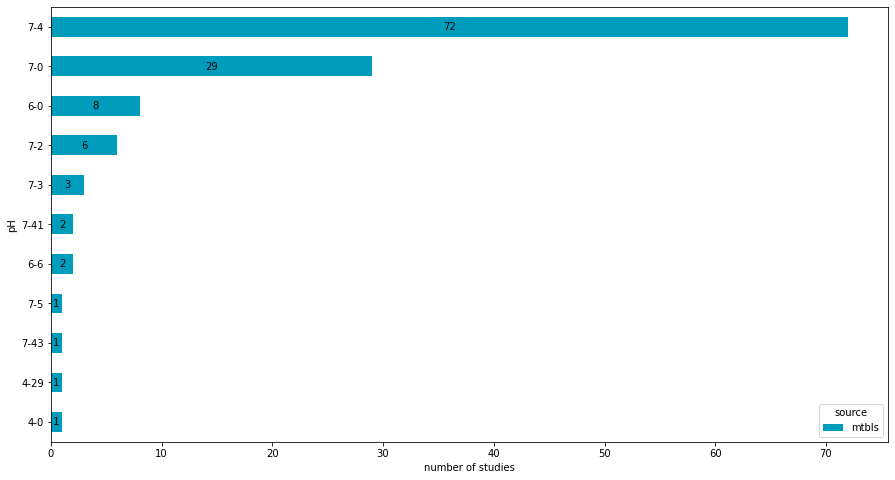 7-4 72
7-0 29
6-0 8
7-2 6
7-3 3
7-41 2
6-6 2
7-5 1
7-43 1
4-29 1
4-0 1
pH
source
mtbls
0 10 20 30 40 50 60 70
number of studies